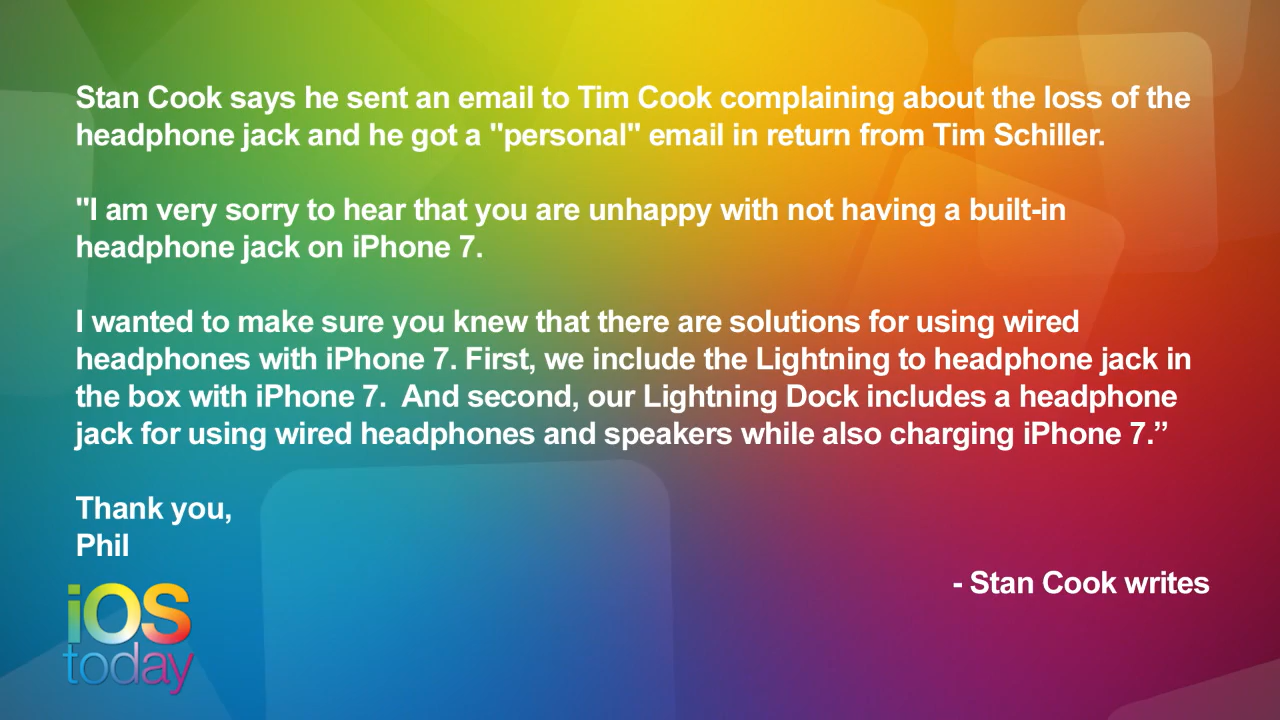 Stan Cook says he sent an email to Tim Cook complaining about the loss of the
headphone jack and he got a "personal" email in return from Tim Schiller.
"I am very sorry to hear that you are unhappy with not having a built-in
headphone jack on iPhone 7.
I wanted to make sure you knew that there are solutions for using wired
headphones with iPhone 7. First, we include the Lightning to headphone jack in
the box with iPhone 7.  And second, our Lightning Dock includes a headphone
jack for using wired headphones and speakers while also charging iPhone 7.”
Thank you,
Phil
- Stan Cook writes
iOS
today